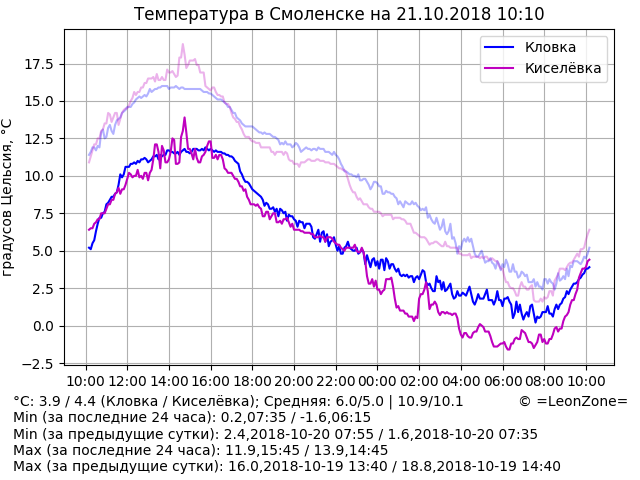 Температура в Смоленске на 21.10.2018 10:10
Кловка
Киселёвка
градусов Цельсия, °C
17.5
15.0
12.5
10.0
7.5
5.0
2.5
0.0
−2.5
10:00 12:00 14:00 16:00 18:00 20:00 22:00 00:00 02:00 04:00 06:00 08:00 10:00
°C: 3.9 / 4.4 (Кловка / Киселёвка); Средняя: 6.0/5.0 | 10.9/10.1 © =LeonZone=
Min (за последние 24 часа): 0.2,07:35 / -1.6,06:15
Min (за предыдущие сутки): 2.4,2018-10-20 07:55 / 1.6,2018-10-20 07:35
Max (за последние 24 часа): 11.9,15:45 / 13.9,14:45
Max (за предыдущие сутки): 16.0,2018-10-19 13:40 / 18.8,2018-10-19 14:40